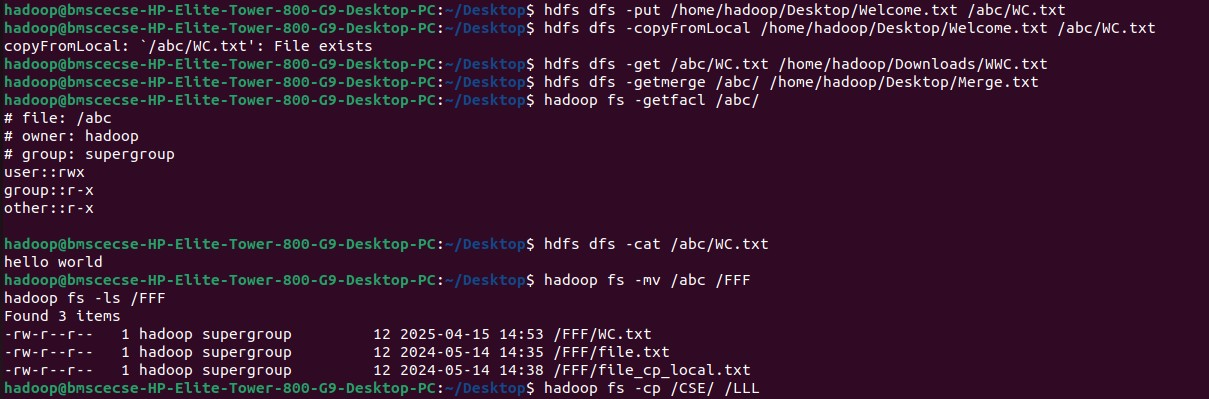 hadoop@bmscecse-HP-Elite-Tower-800-G9-Desktop-PC:~/Desktop$ hdfs dfs -put /home/hadoop/Desktop/Welcome.txt /abc/WC.txt
hadoop@bmscecse-HP-Elite-Tower-800-G9-Desktop-PC:~/Desktop$ hdfs dfs -copyFromLocal /home/hadoop/Desktop/Welcome.txt /abc/WC.txt
copyFromLocal: `/abc/WC.txt': File exists
hadoop@bmscecse-HP-Elite-Tower-800-G9-Desktop-PC:~/Desktop$ hdfs dfs -get /abc/WC.txt /home/hadoop/Downloads/WWC.txt
hadoop@bmscecse-HP-Elite-Tower-800-G9-Desktop-PC:~/Desktop$ hdfs dfs -getmerge /abc/ /home/hadoop/Desktop/Merge.txt
hadoop@bmscecse-HP-Elite-Tower-800-G9-Desktop-PC:~/Desktop$ hadoop fs -getfacl /abc/
# file: /abc
# owner: hadoop
# group: supergroup
user::rwx
group::r-x
other::r-x
hadoop@bmscecse-HP-Elite-Tower-800-G9-Desktop-PC:~/Desktop$ hdfs dfs -cat /abc/WC.txt
hello world
hadoop@bmscecse-HP-Elite-Tower-800-G9-Desktop-PC:~/Desktop$ hadoop fs -mv /abc /FFF
hadoop fs -ls /FFF
Found 3 items
-rw-r--r--   1 hadoop supergroup         12 2025-04-15 14:53 /FFF/WC.txt
-rw-r--r--   1 hadoop supergroup         12 2024-05-14 14:35 /FFF/file.txt
-rw-r--r--   1 hadoop supergroup         12 2024-05-14 14:38 /FFF/file_cp_local.txt
hadoop@bmscecse-HP-Elite-Tower-800-G9-Desktop-PC:~/Desktop$ hadoop fs -cp /CSE/ /LLL